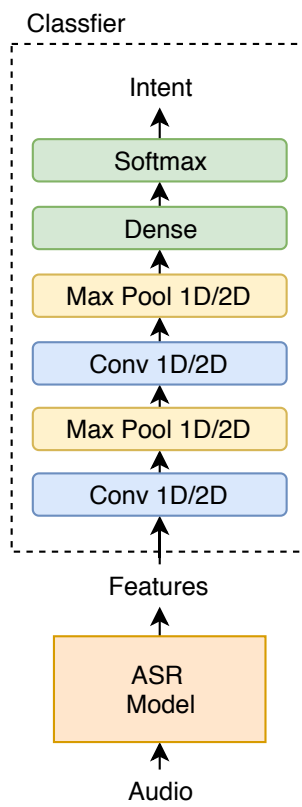 Classfier
Intent
Softmax
Dense
Max Pool 1D/2D
Conv 1D/2D
Max Pool 1D/2D
Conv 1D/2D
Features
ASR
Model
Audio